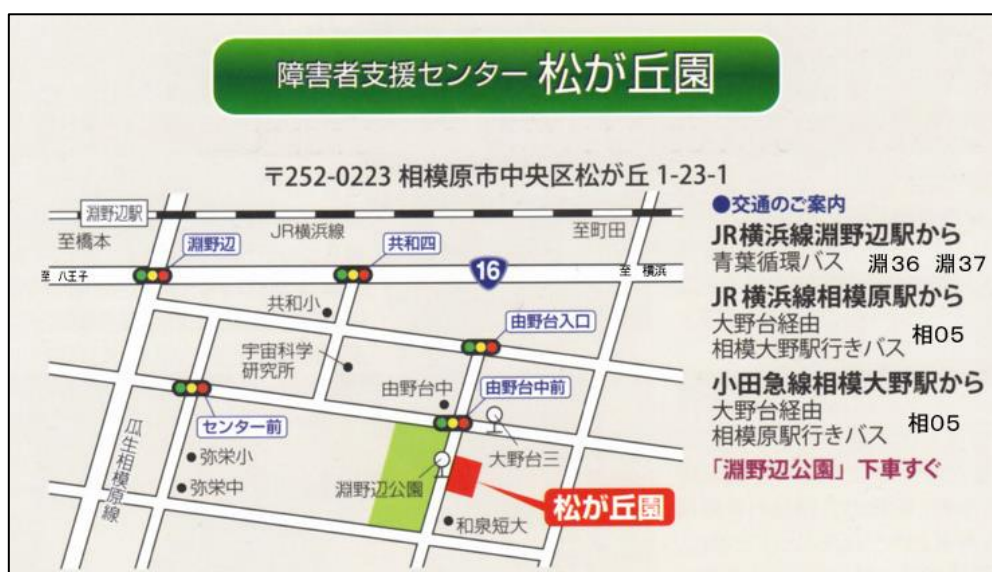 障害者支援センター 松が丘園
〒252-0223 相模原市中央区松が丘 1-23-1
淵野辺駅
JR横浜線
至橋本
至町田
淵野辺
共和四
至 八王子
16
至 横浜
共和小
由野台入口
宇宙科学
研究所
由野台中
由野台中前
センター前
瓜生相模原線
弥栄小
弥栄中
淵野辺公園
大野台三
松が丘園
和泉短大
●交通のご案内
JR横浜線淵野辺駅から
青葉循環バス 淵36 淵37
JR横浜線相模原駅から
大野台経由
相模大野駅行きバス 相05
小田急線相模大野駅から
大野台経由
相模原駅行きバス 相05
「淵野辺公園」下車すぐ